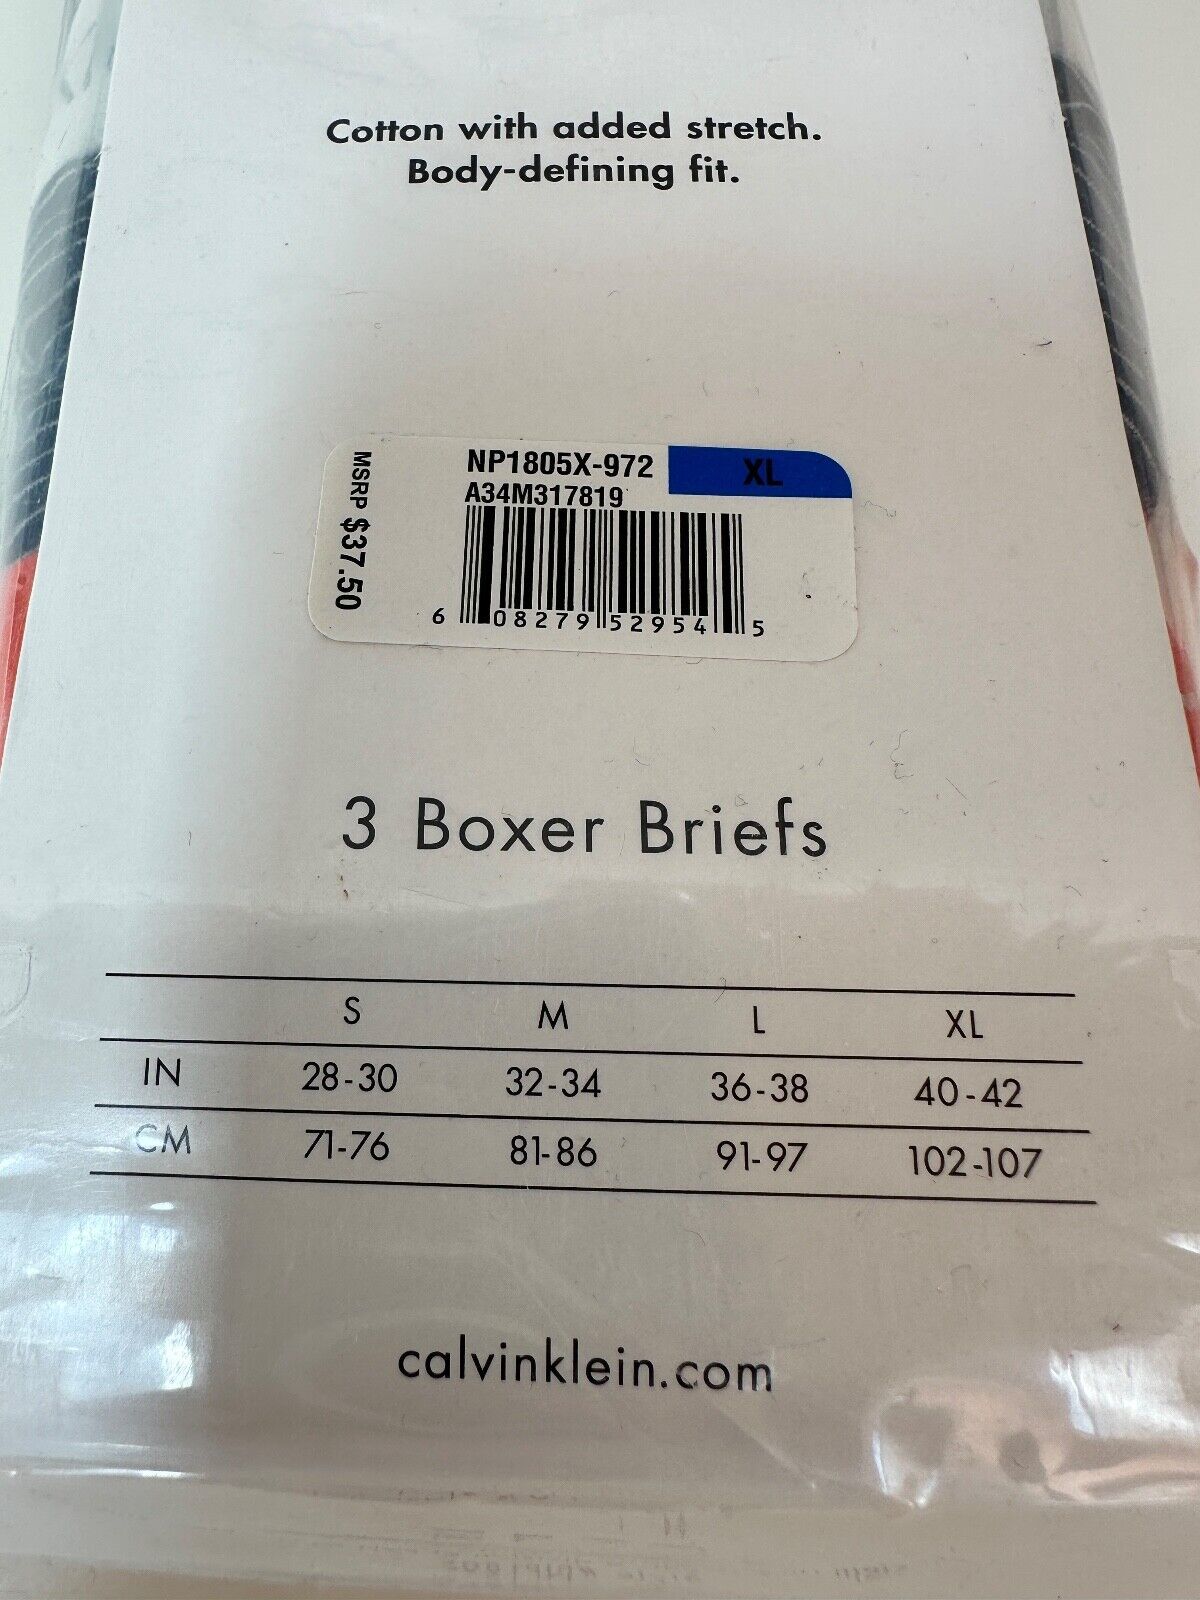 Cotton with added stretch.
Body-defining fit.
MSRP $37.50
NP1805X-972 XL
A34M317819
6 08279 52954 5
3 Boxer Briefs
S M L XL
IN 28-30 32-34 36-38 40-42
CM 71-76 81-86 91-97 102-107
calvinklein.com